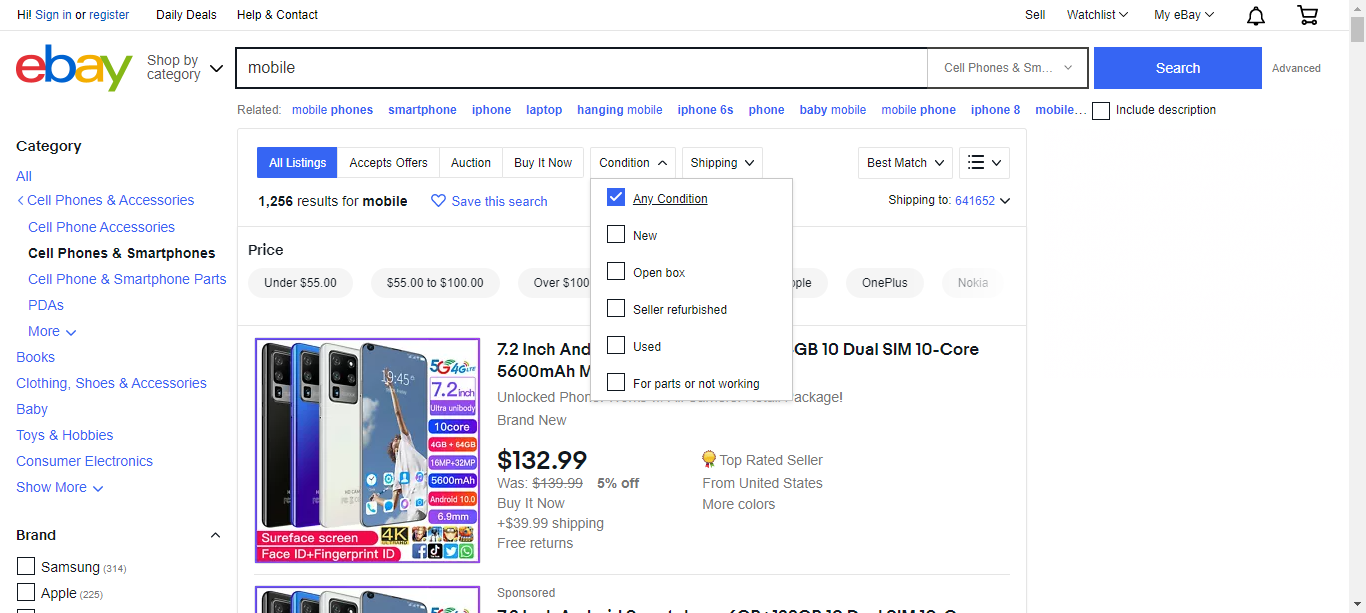 Hi! Sign in or register Daily Deals Help & Contact Sell Watchlist My eBay
ebay
Shop by
category
mobile
Cell Phones & Sm...
Search
Advanced
Related: mobile phones smartphone iphone laptop hanging mobile iphone 6s phone baby mobile mobile phone iphone 8 mobile...
Include description
Category
All
Cell Phones & Accessories
Cell Phone Accessories
Cell Phones & Smartphones
Cell Phone & Smartphone Parts
PDAs
More
Books
Clothing, Shoes & Accessories
Baby
Toys & Hobbies
Consumer Electronics
Show More
Brand
Samsung (314)
Apple (225)
All Listings Accepts Offers Auction Buy It Now Condition Shipping Best Match
1,256 results for mobile Save this search Shipping to: 641652
Any Condition
New
Open box
Seller refurbished
Used
For parts or not working
Price
Under $55.00 $55.00 to $100.00 Over $100 ple OnePlus Nokia
7.2 Inch And GB 10 Dual SIM 10-Core
5600mAh M
Unlocked Phone ackage!
Brand New
$132.99
Was: $139.99 5% off
Buy It Now
+$39.99 shipping
Free returns
Top Rated Seller
From United States
More colors
19:45
5G 4G LTE
7.2inch
Ultra unibody
10core
4GB + 64GB
16MP+32MP
5600mAh
Android 10.0
6.9mm
4K
Sureface screen
Face ID+Fingerprint ID
Sponsored